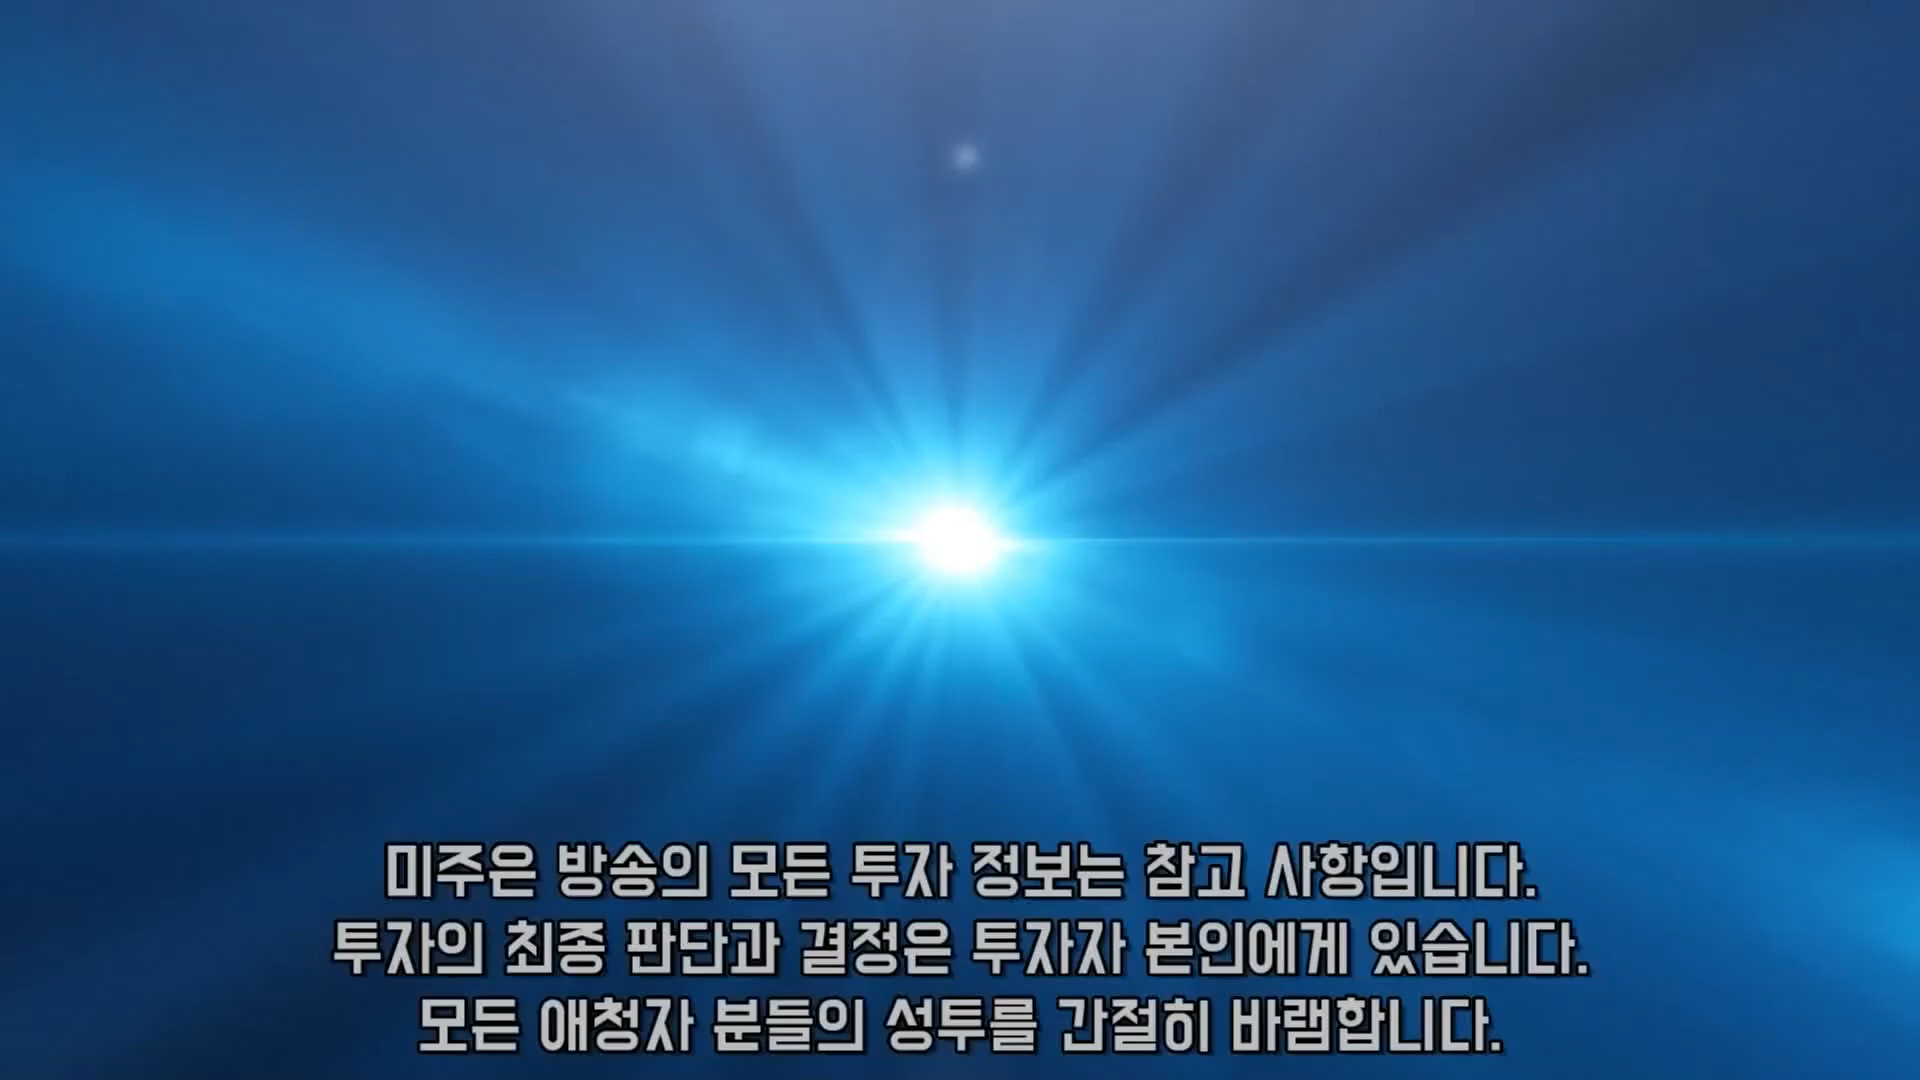 미주은 방송의 모든 투자 정보는 참고 사항입니다.
투자의 최종 판단과 결정은 투자자 본인에게 있습니다.
모든 애청자 분들의 성투를 간절히 바램합니다.